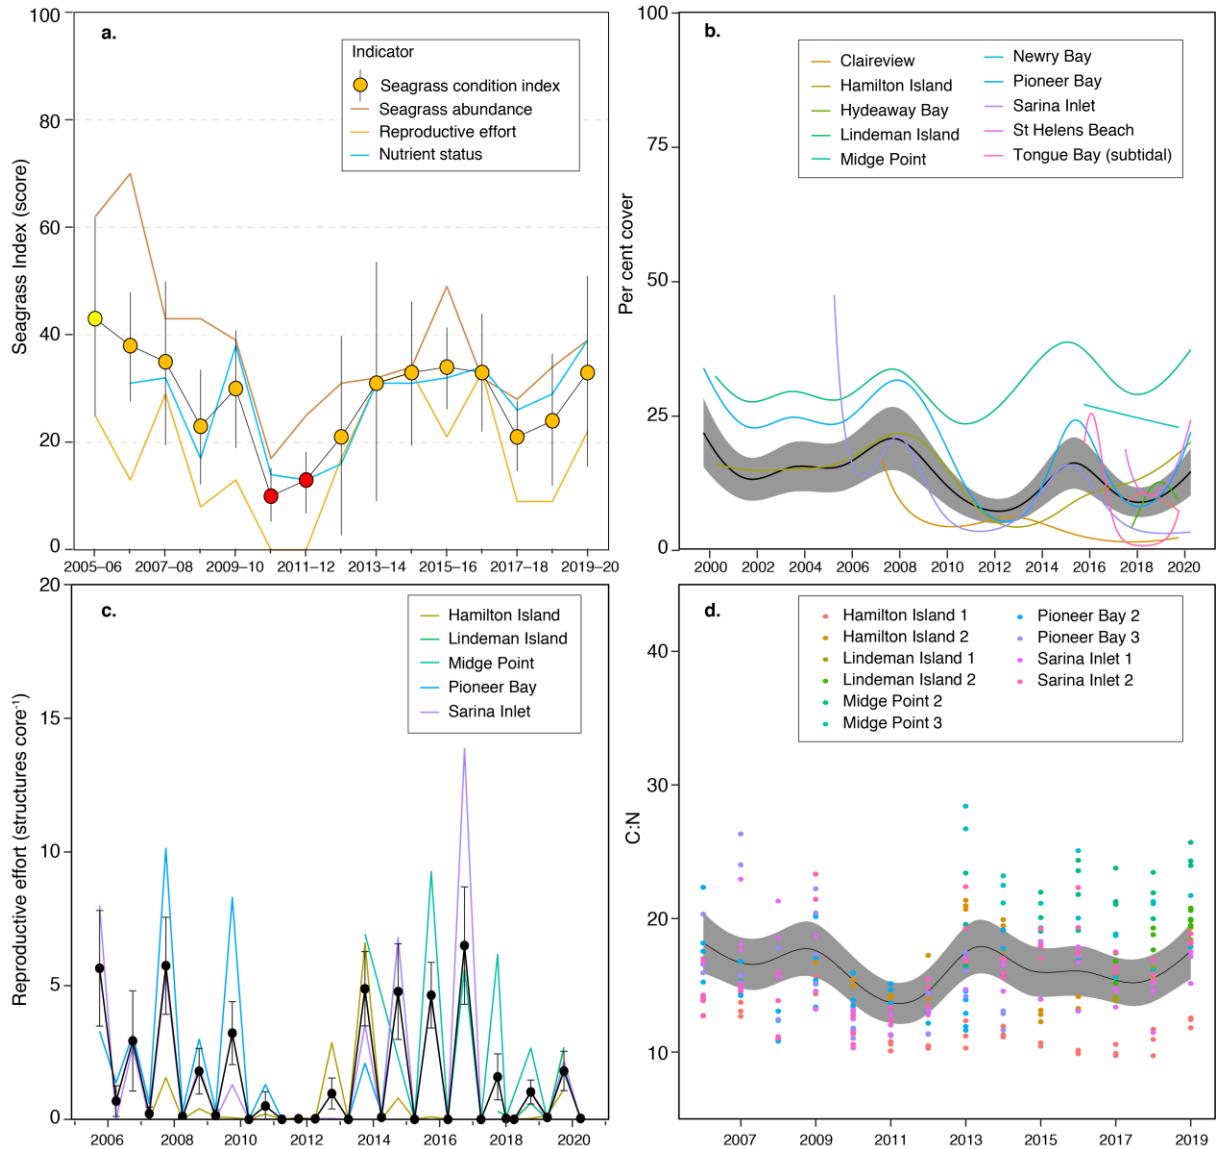 a.
Indicator
Seagrass condition index
Seagrass abundance
Reproductive effort
Nutrient status
Seagrass Index (score)
100
80
60
40
20
0
2005–06 2007–08 2009–10 2011–12 2013–14 2015–16 2017–18 2019–20
b.
Claireview
Hamilton Island
Hydeaway Bay
Lindeman Island
Midge Point
Newry Bay
Pioneer Bay
Sarina Inlet
St Helens Beach
Tongue Bay (subtidal)
Per cent cover
100
75
50
25
0
2000 2002 2004 2006 2008 2010 2012 2014 2016 2018 2020
c.
Hamilton Island
Lindeman Island
Midge Point
Pioneer Bay
Sarina Inlet
Reproductive effort (structures core⁻¹)
20
15
10
5
0
2006 2008 2010 2012 2014 2016 2018 2020
d.
Hamilton Island 1
Hamilton Island 2
Lindeman Island 1
Lindeman Island 2
Midge Point 2
Midge Point 3
Pioneer Bay 2
Pioneer Bay 3
Sarina Inlet 1
Sarina Inlet 2
C:N
40
30
20
10
2007 2009 2011 2013 2015 2017 2019